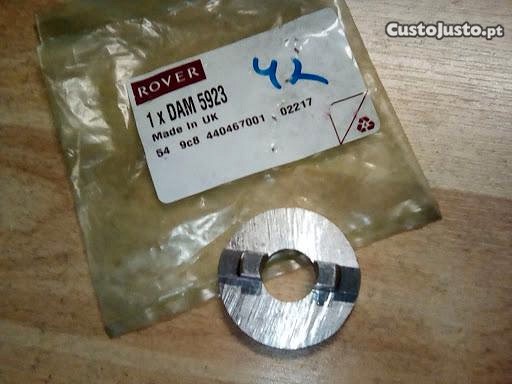 CustoJusto.pt
ROVER
42
1 x DAM 5923
Made In UK
54 9c8 440467001 02217